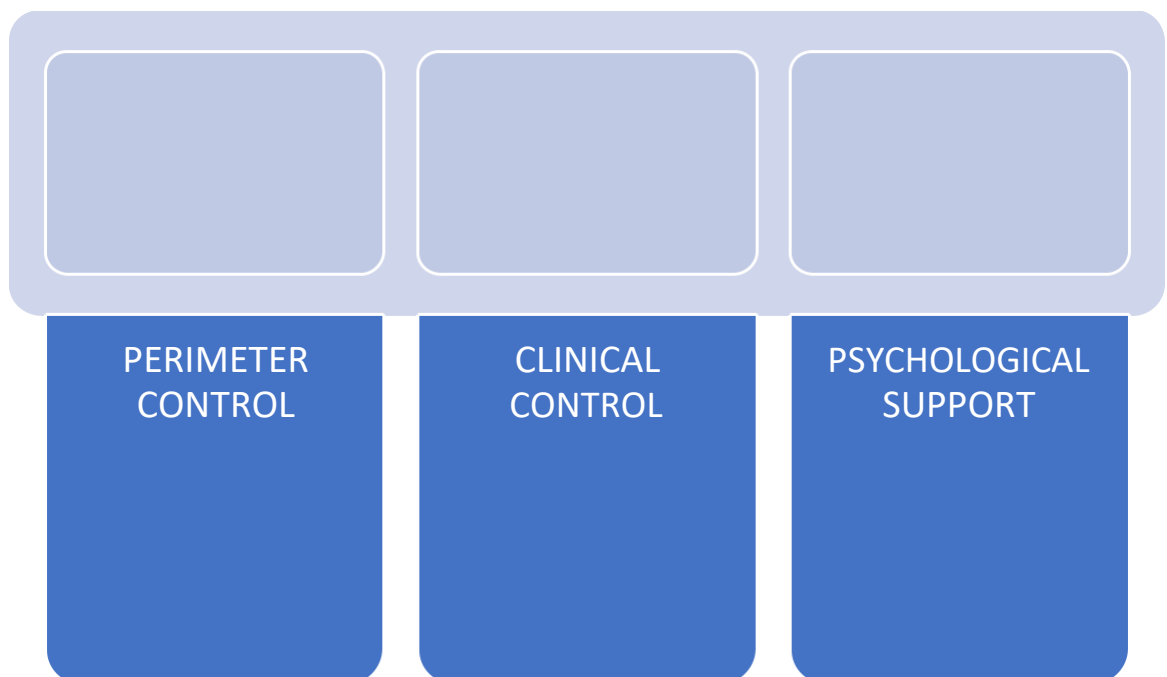 PERIMETER
CONTROL
CLINICAL
CONTROL
PSYCHOLOGICAL
SUPPORT